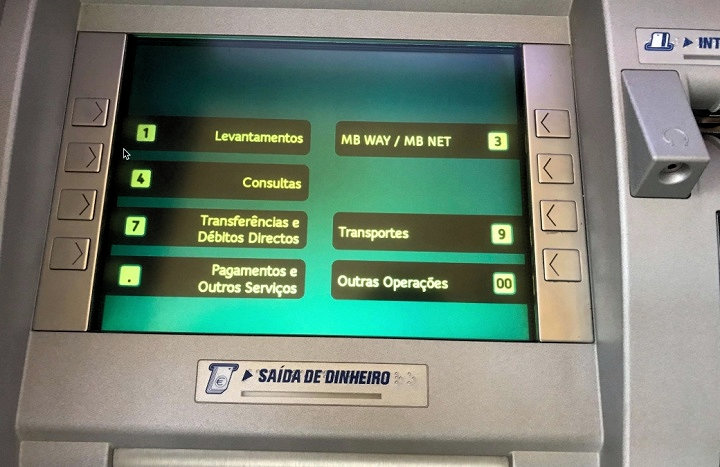 INT
1 Levantamentos
MB WAY / MB NET 3
4 Consultas
7 Transferências e
Débitos Directos
Transportes 9
. Pagamentos e
Outros Serviços
Outras Operações 00
SAÍDA DE DINHEIRO